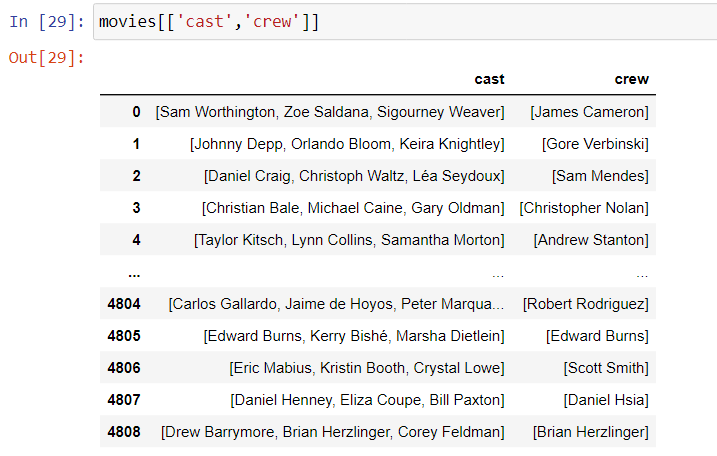 In [29]: movies[['cast','crew']]
Out[29]:
cast crew
0 [Sam Worthington, Zoe Saldana, Sigourney Weaver] [James Cameron]
1 [Johnny Depp, Orlando Bloom, Keira Knightley] [Gore Verbinski]
2 [Daniel Craig, Christoph Waltz, Léa Seydoux] [Sam Mendes]
3 [Christian Bale, Michael Caine, Gary Oldman] [Christopher Nolan]
4 [Taylor Kitsch, Lynn Collins, Samantha Morton] [Andrew Stanton]
... ... ...
4804 [Carlos Gallardo, Jaime de Hoyos, Peter Marqua... [Robert Rodriguez]
4805 [Edward Burns, Kerry Bishé, Marsha Dietlein] [Edward Burns]
4806 [Eric Mabius, Kristin Booth, Crystal Lowe] [Scott Smith]
4807 [Daniel Henney, Eliza Coupe, Bill Paxton] [Daniel Hsia]
4808 [Drew Barrymore, Brian Herzlinger, Corey Feldman] [Brian Herzlinger]